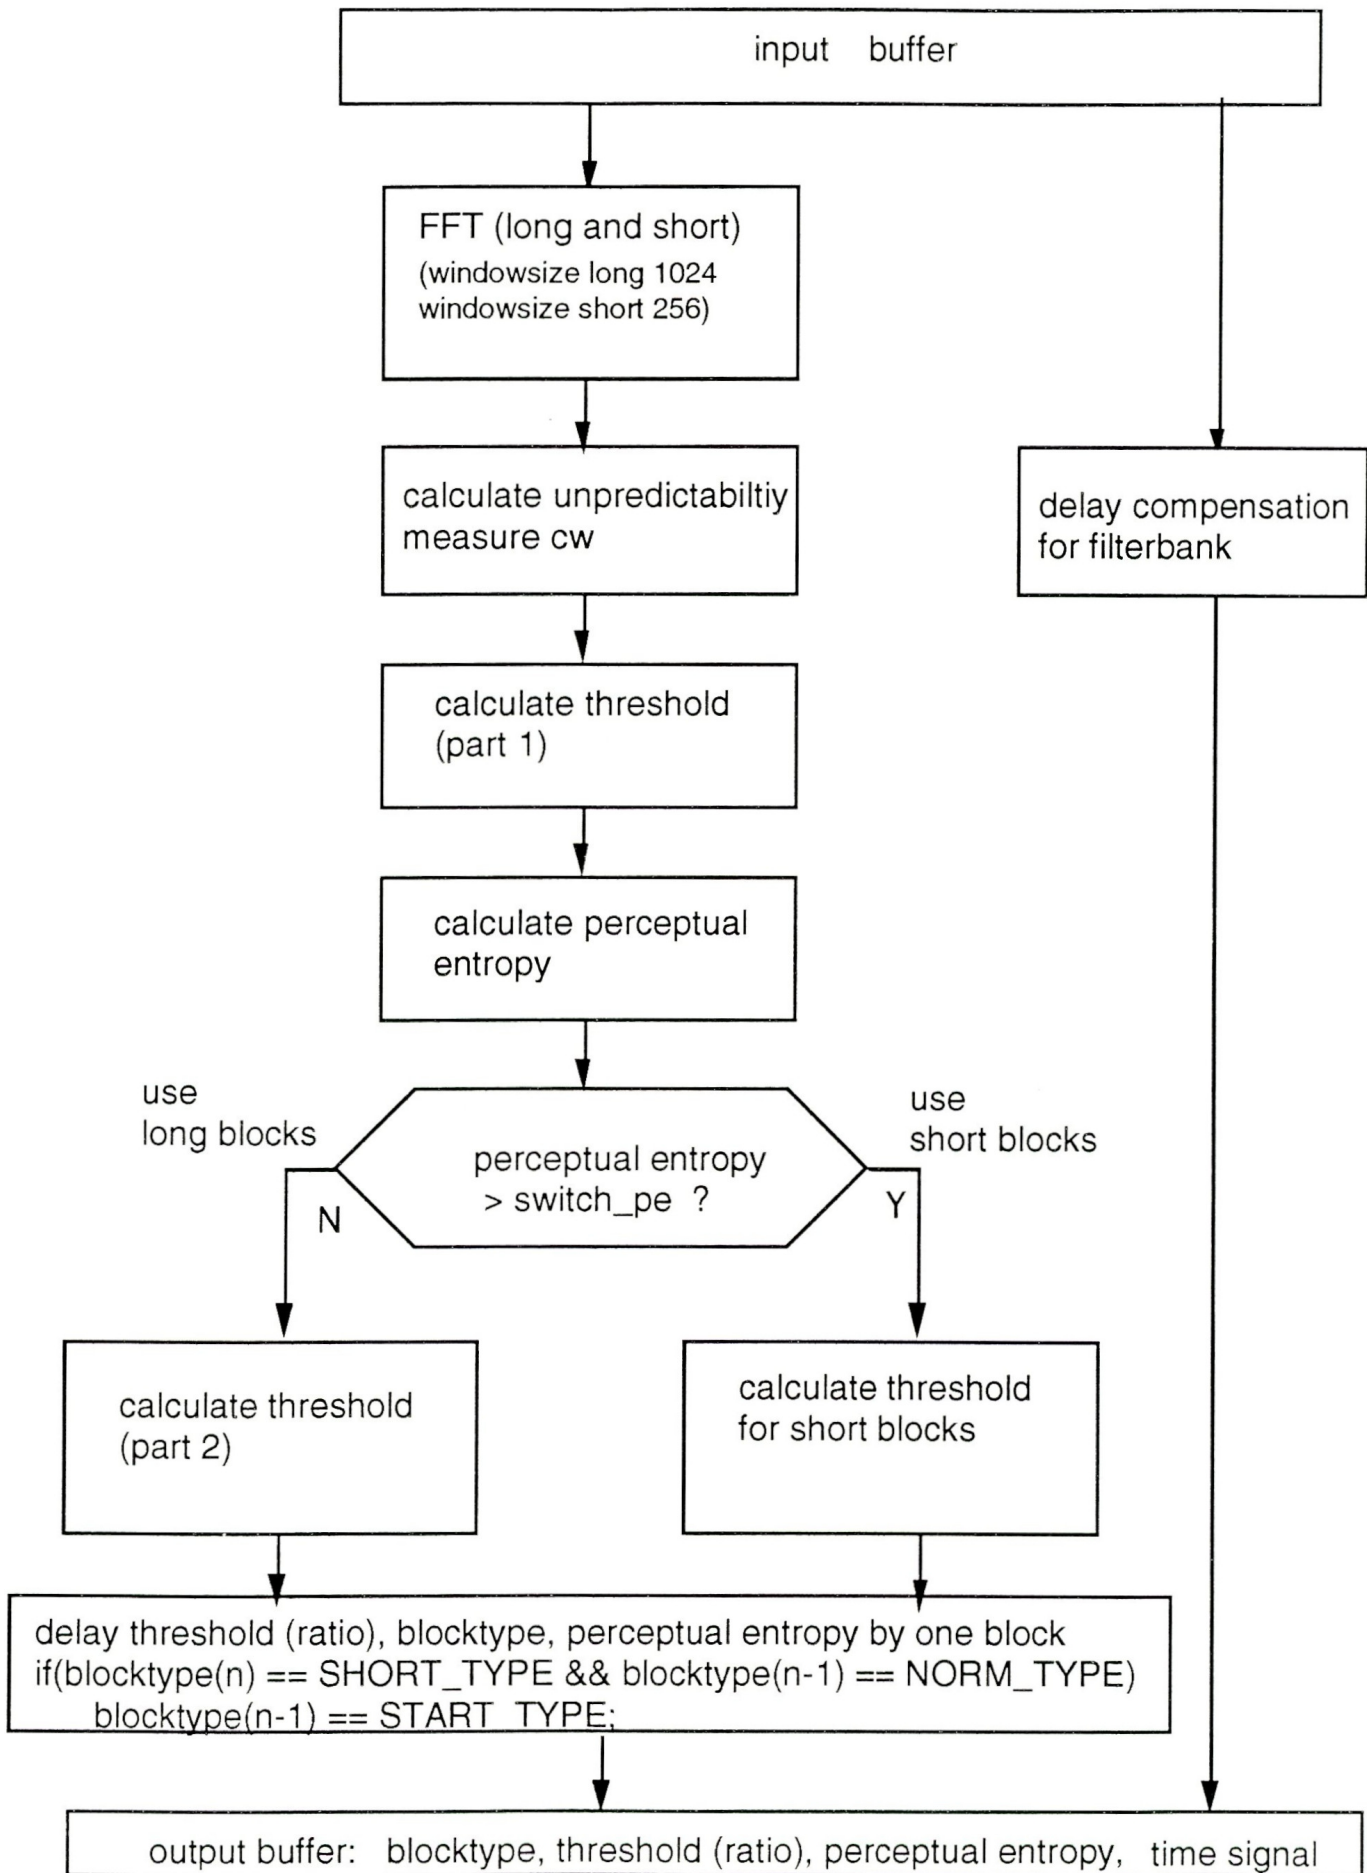 input buffer
FFT (long and short)
(windowsize long 1024
windowsize short 256)
calculate unpredictabiltiy
measure cw
delay compensation
for filterbank
calculate threshold
(part 1)
calculate perceptual
entropy
use
long blocks
use
short blocks
perceptual entropy
> switch_pe ?
N
Y
calculate threshold
(part 2)
calculate threshold
for short blocks
delay threshold (ratio), blocktype, perceptual entropy by one block
if(blocktype(n) == SHORT_TYPE && blocktype(n-1) == NORM_TYPE)
blocktype(n-1) == START_TYPE;
output buffer: blocktype, threshold (ratio), perceptual entropy, time signal